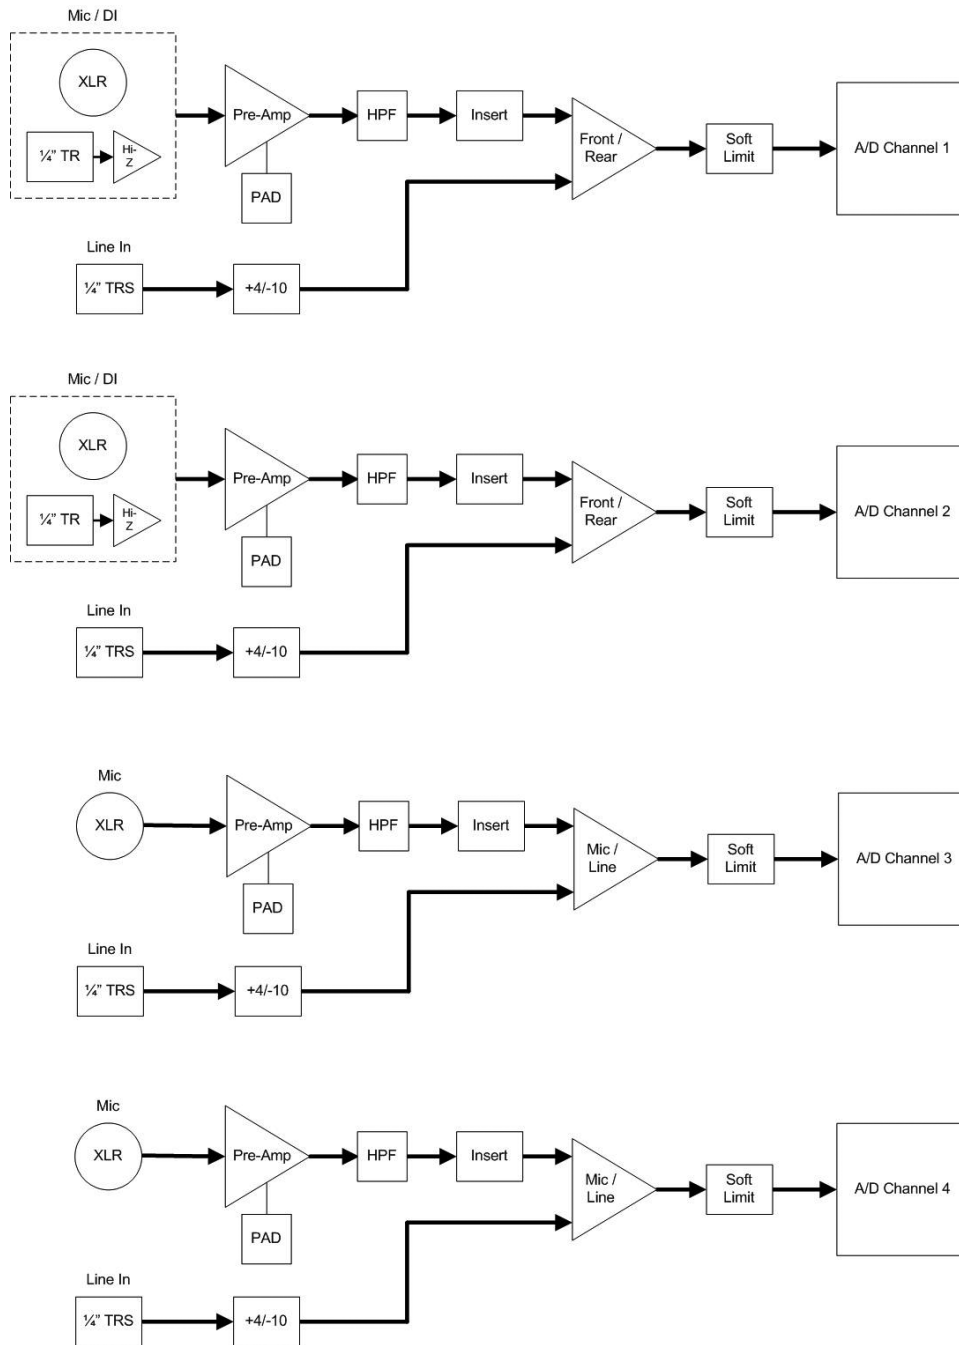 Mic / DI
XLR
Pre-Amp
HPF
Insert
Front /
Rear
Soft
Limit
A/D Channel 1
¼” TR
Hi-
Z
PAD
Line In
¼” TRS
+4/-10
Mic / DI
XLR
Pre-Amp
HPF
Insert
Front /
Rear
Soft
Limit
A/D Channel 2
¼” TR
Hi-
Z
PAD
Line In
¼” TRS
+4/-10
Mic
XLR
Pre-Amp
HPF
Insert
Mic /
Line
Soft
Limit
A/D Channel 3
PAD
Line In
¼” TRS
+4/-10
Mic
XLR
Pre-Amp
HPF
Insert
Mic /
Line
Soft
Limit
A/D Channel 4
PAD
Line In
¼” TRS
+4/-10